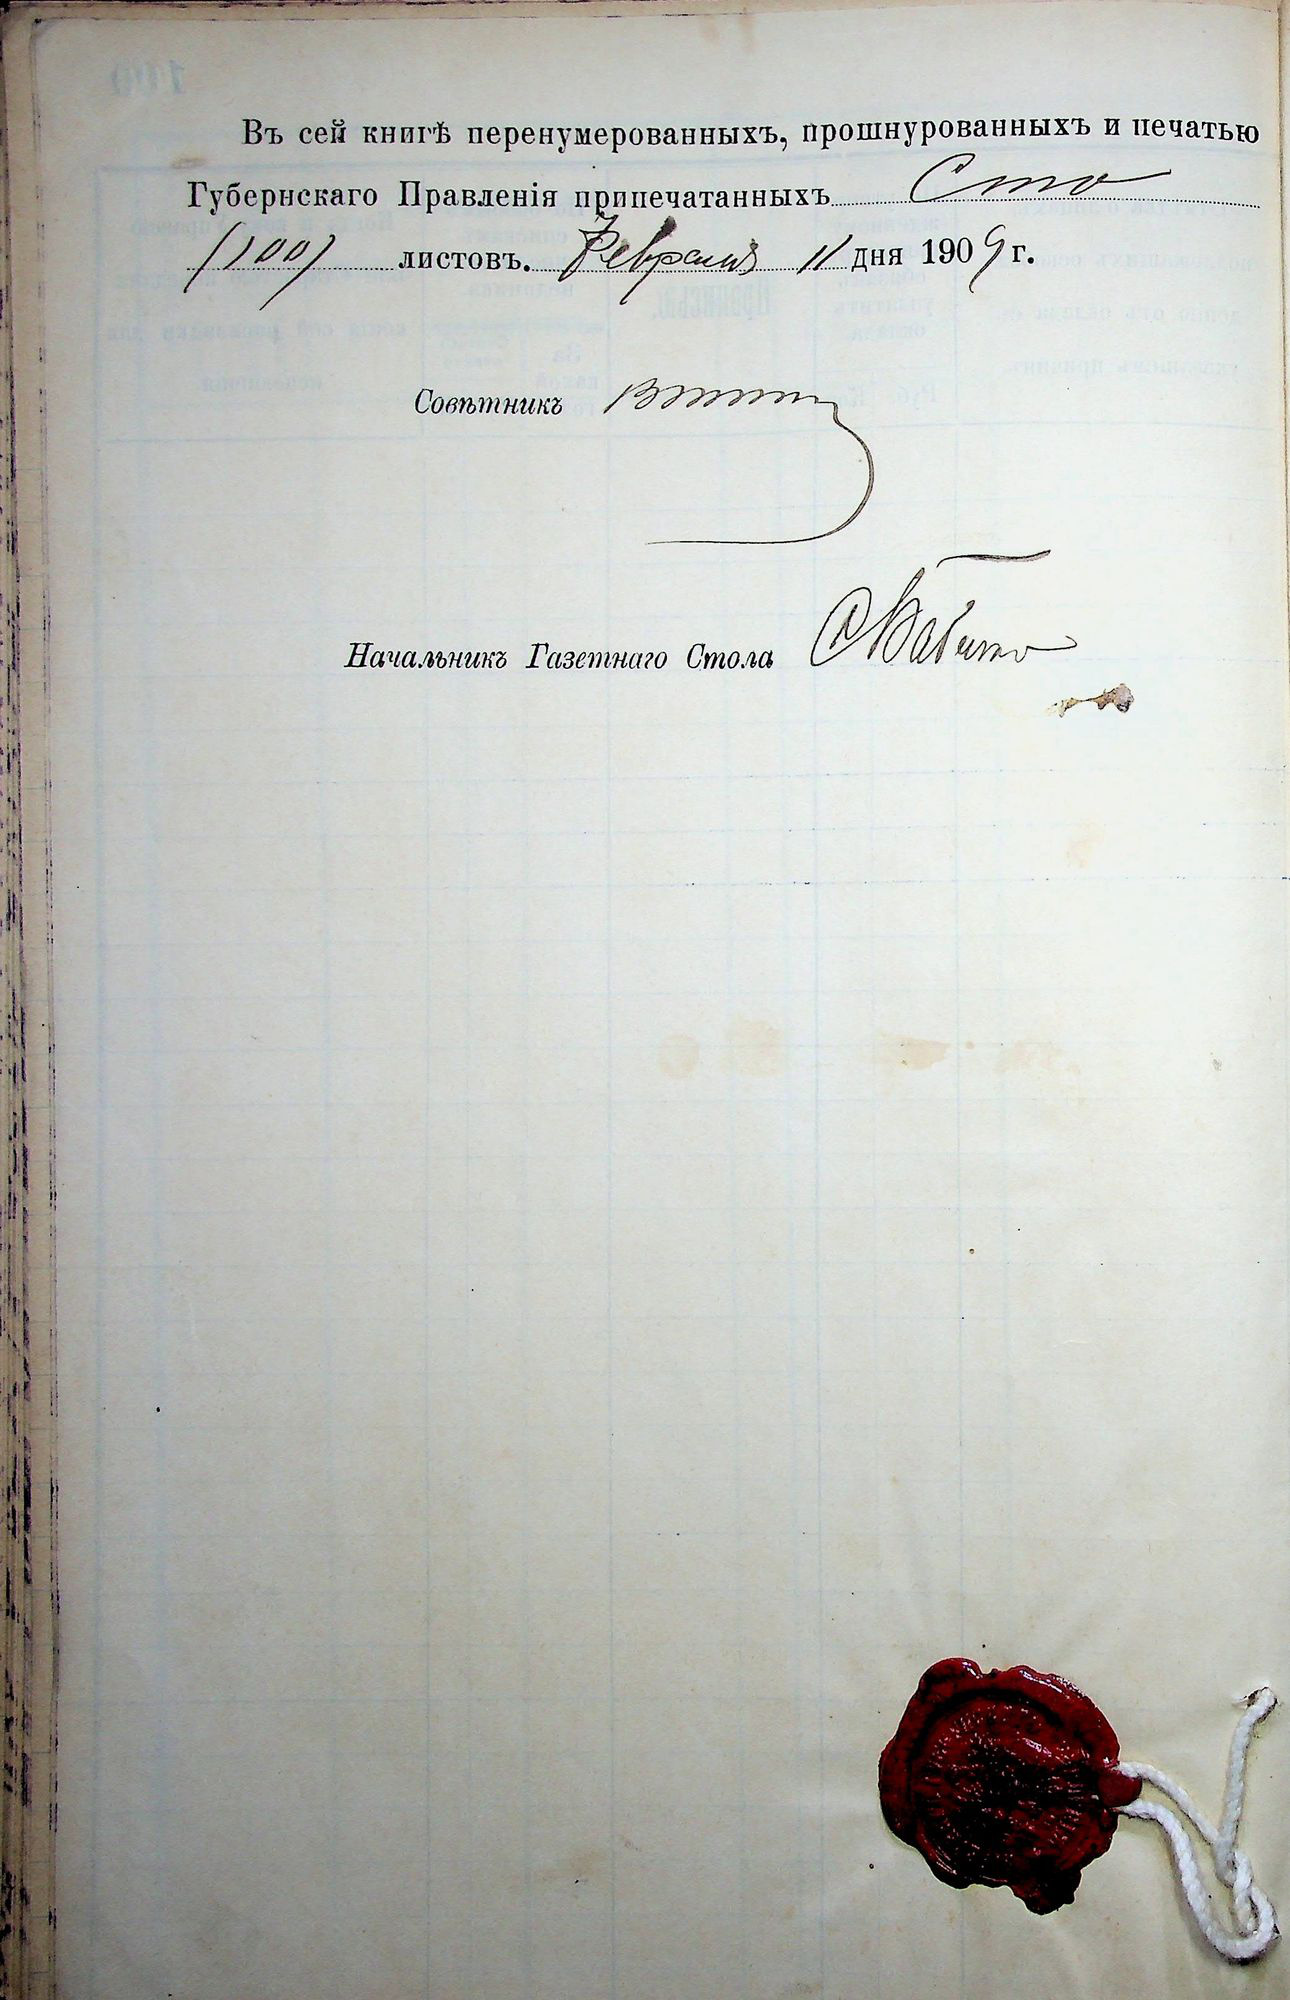 Въ сей книгѣ перенумерованныхъ, прошнурованныхъ и печатью
Губернскаго Правленія припечатанныхъ Сто
(100) листовъ. Февраля 11 дня 1909 г.
Совѣтникъ
Начальникъ Газетнаго Стола